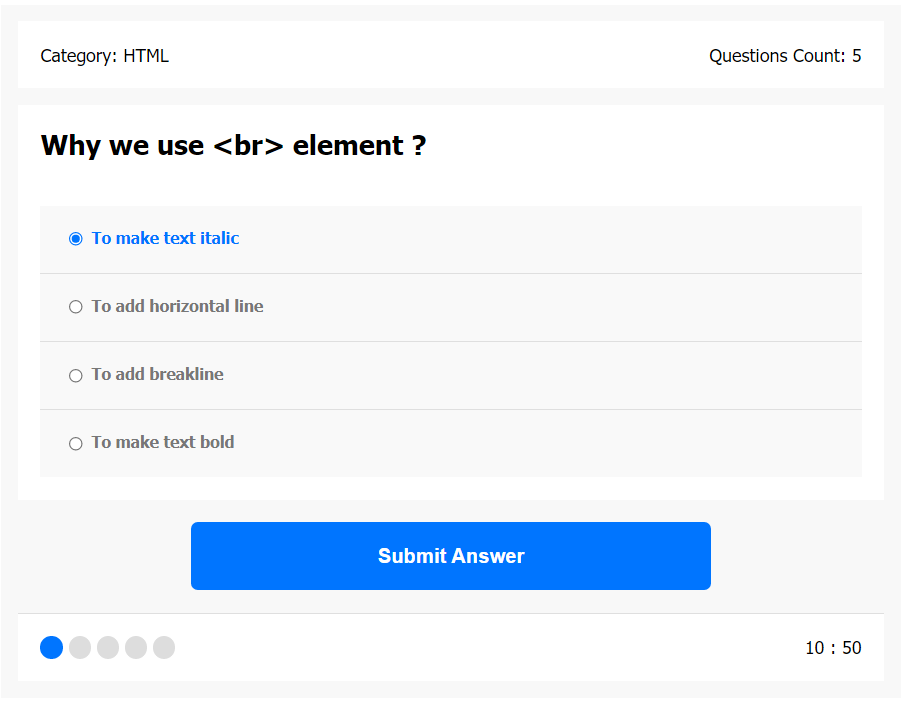 Category: HTML
Questions Count: 5
Why we use <br> element ?
To make text italic
To add horizontal line
To add breakline
To make text bold
Submit Answer
10 : 50